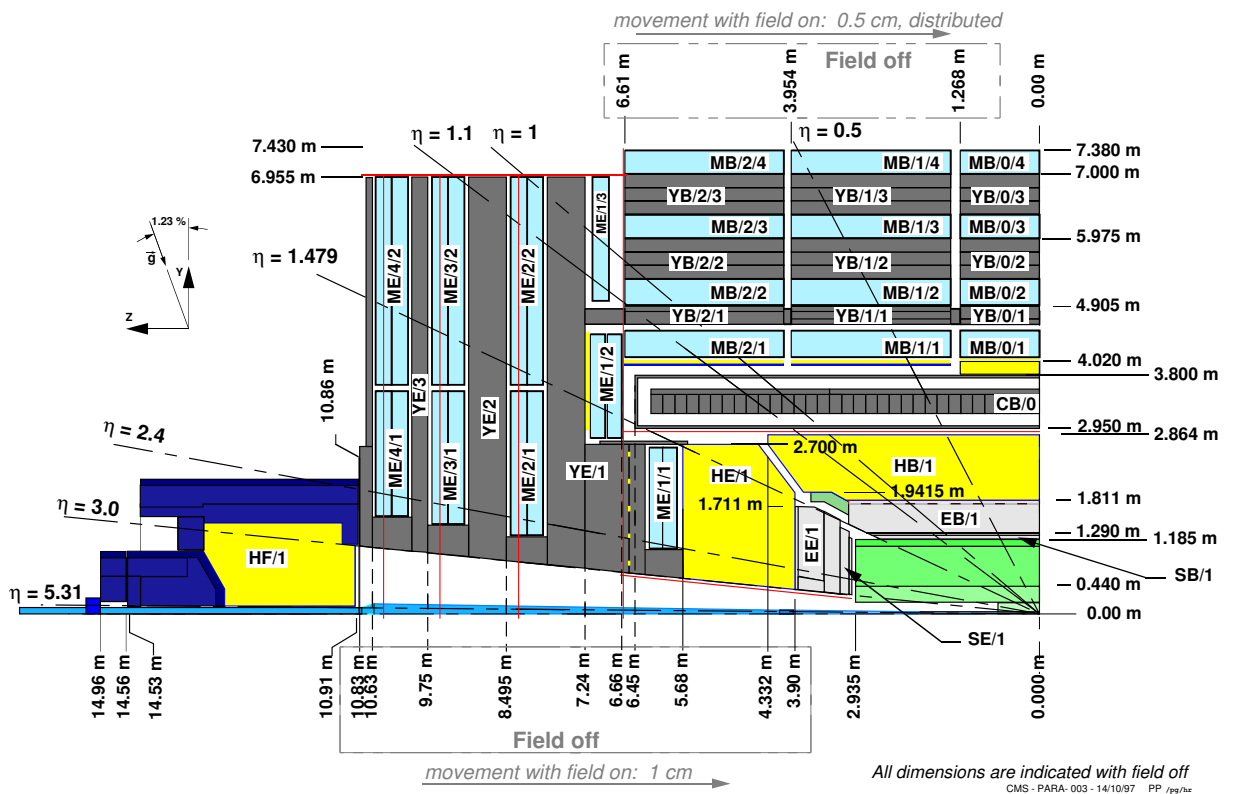 movement with field on: 0.5 cm, distributed
Field off
6.61 m
3.954 m
1.268 m
0.00 m
η = 1.1
η = 1
η = 0.5
7.430 m
6.955 m
7.380 m
7.000 m
5.975 m
4.905 m
4.020 m
3.800 m
2.950 m
2.864 m
1.811 m
1.290 m
1.185 m
0.440 m
0.00 m
MB/2/4
MB/1/4
MB/0/4
YB/2/3
YB/1/3
YB/0/3
MB/2/3
MB/1/3
MB/0/3
YB/2/2
YB/1/2
YB/0/2
MB/2/2
MB/1/2
MB/0/2
YB/2/1
YB/1/1
YB/0/1
MB/2/1
MB/1/1
MB/0/1
1.23 %
g
Y
Z
η = 1.479
ME/4/2
ME/3/2
ME/2/2
ME/1/3
ME/1/2
YE/3
YE/2
10.86 m
CB/0
η = 2.4
ME/4/1
ME/3/1
ME/2/1
YE/1
ME/1/1
HE/1
2.700 m
HB/1
1.711 m
1.9415 m
EB/1
EE/1
η = 3.0
HF/1
SB/1
η = 5.31
SE/1
14.96 m
14.56 m
14.53 m
10.91 m
10.83 m
10.63 m
9.75 m
8.495 m
7.24 m
6.66 m
6.45 m
5.68 m
4.332 m
3.90 m
2.935 m
0.000 m
Field off
movement with field on: 1 cm
All dimensions are indicated with field off
CMS - PARA- 003 - 14/10/97 PP /pg/hr